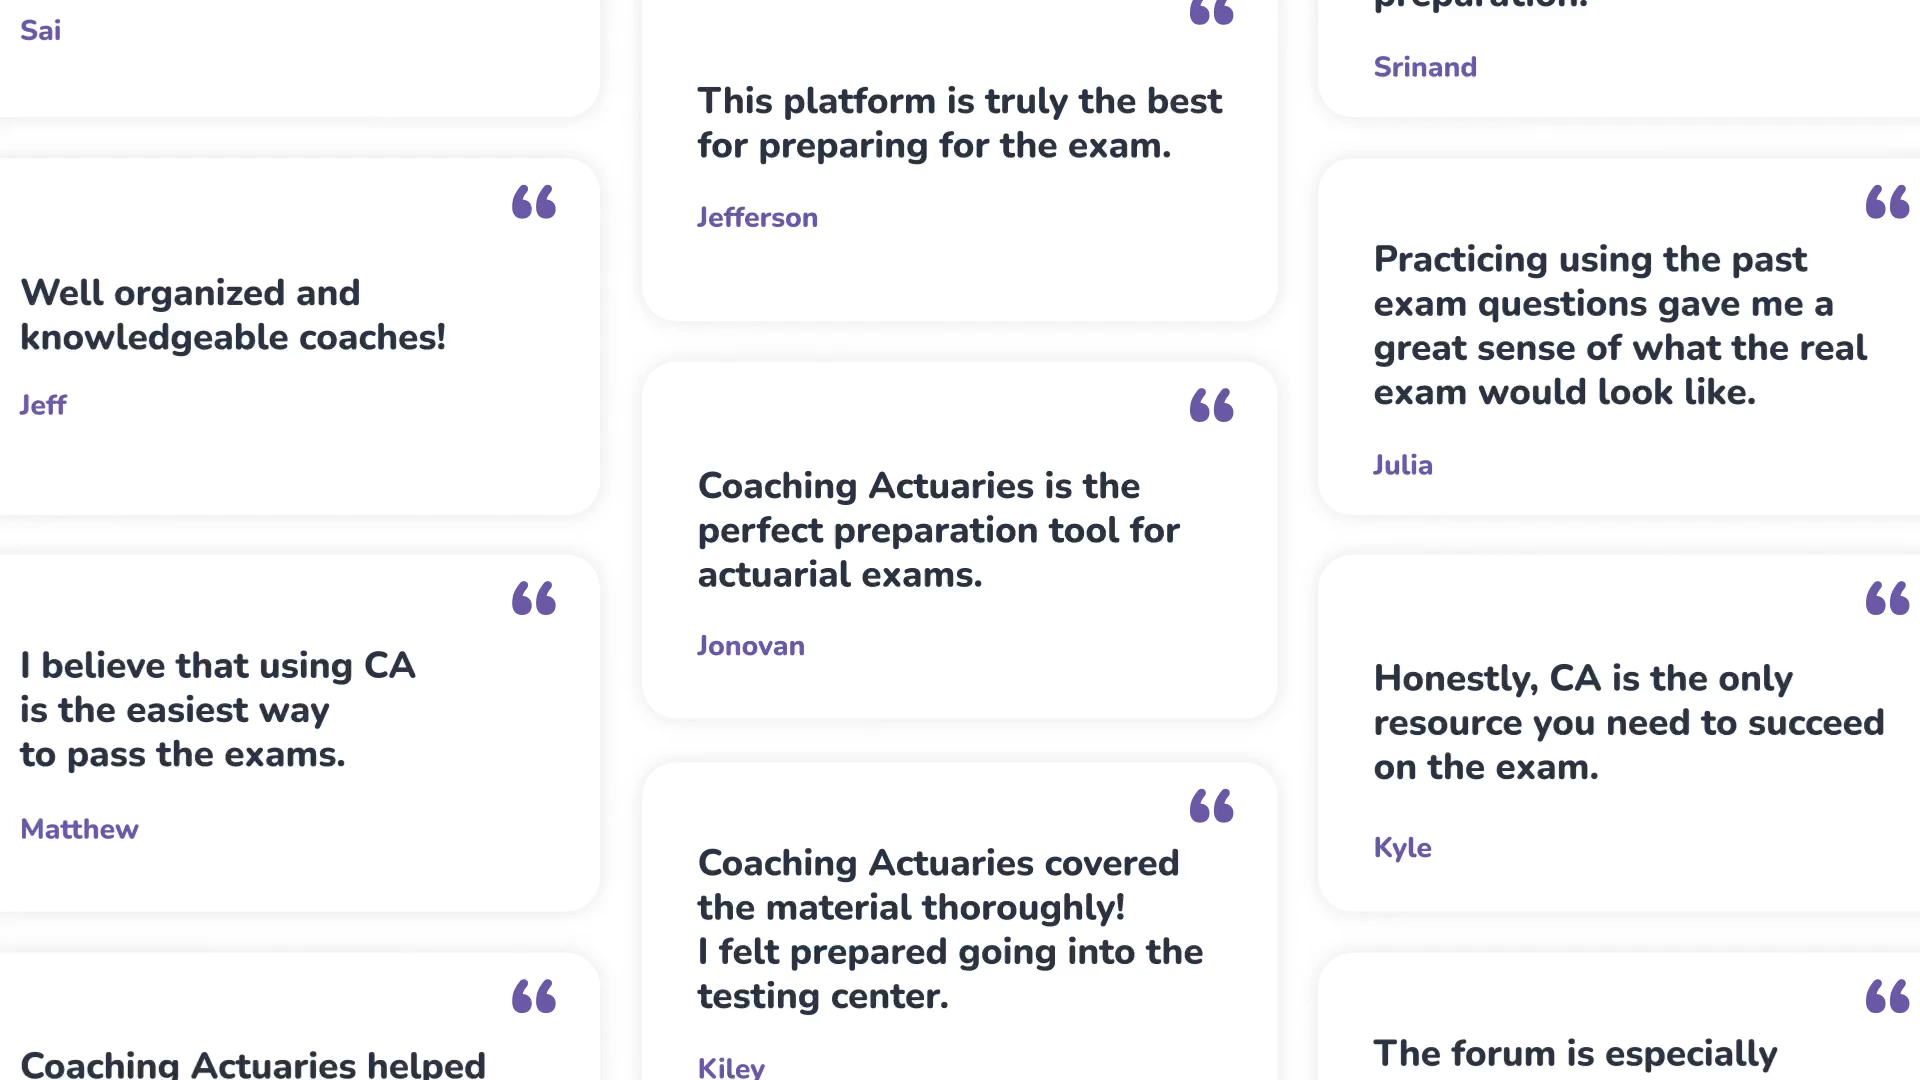 Sai
“
Well organized and
knowledgeable coaches!
Jeff
“
I believe that using CA
is the easiest way
to pass the exams.
Matthew
“
Coaching Actuaries helped
“
This platform is truly the best
for preparing for the exam.
Jefferson
“
Coaching Actuaries is the
perfect preparation tool for
actuarial exams.
Jonovan
“
Coaching Actuaries covered
the material thoroughly!
I felt prepared going into the
testing center.
Kiley
preparation.
Srinand
“
Practicing using the past
exam questions gave me a
great sense of what the real
exam would look like.
Julia
“
Honestly, CA is the only
resource you need to succeed
on the exam.
Kyle
“
The forum is especially